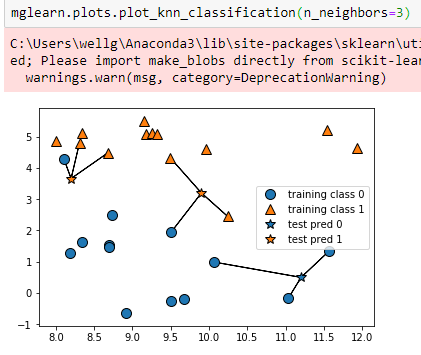 mglearn.plots.plot_knn_classification(n_neighbors=3)
C:\Users\wellg\Anaconda3\lib\site-packages\sklearn\uti
ed; Please import make_blobs directly from scikit-lear
warnings.warn(msg, category=DeprecationWarning)
5
4
3
2
1
0
−1
training class 0
training class 1
test pred 0
test pred 1
8.0 8.5 9.0 9.5 10.0 10.5 11.0 11.5 12.0